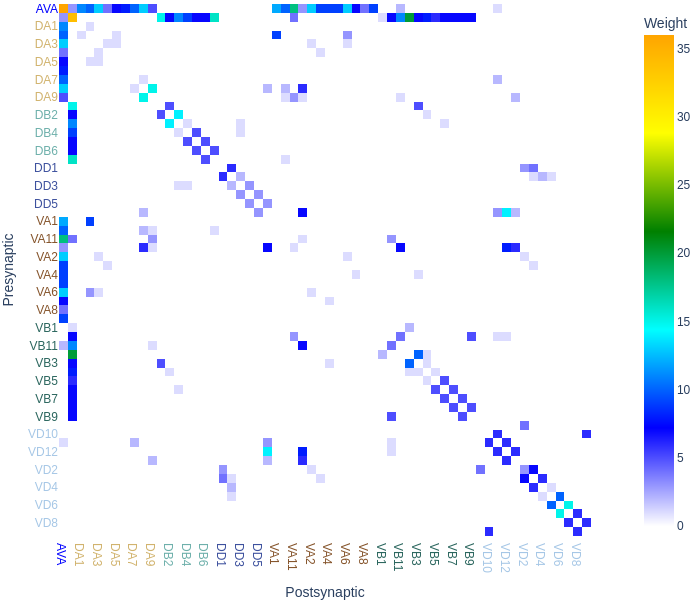 Weight
AVA
DA1
DA3
DA5
DA7
DA9
DB2
DB4
DB6
DD1
DD3
DD5
VA1
VA11
VA2
VA4
VA6
VA8
VB1
VB11
VB3
VB5
VB7
VB9
VD10
VD12
VD2
VD4
VD6
VD8
Presynaptic
35
30
25
20
15
10
5
0
AVA
DA1
DA3
DA5
DA7
DA9
DB2
DB4
DB6
DD1
DD3
DD5
VA1
VA11
VA2
VA4
VA6
VA8
VB1
VB11
VB3
VB5
VB7
VB9
VD10
VD12
VD2
VD4
VD6
VD8
Postsynaptic